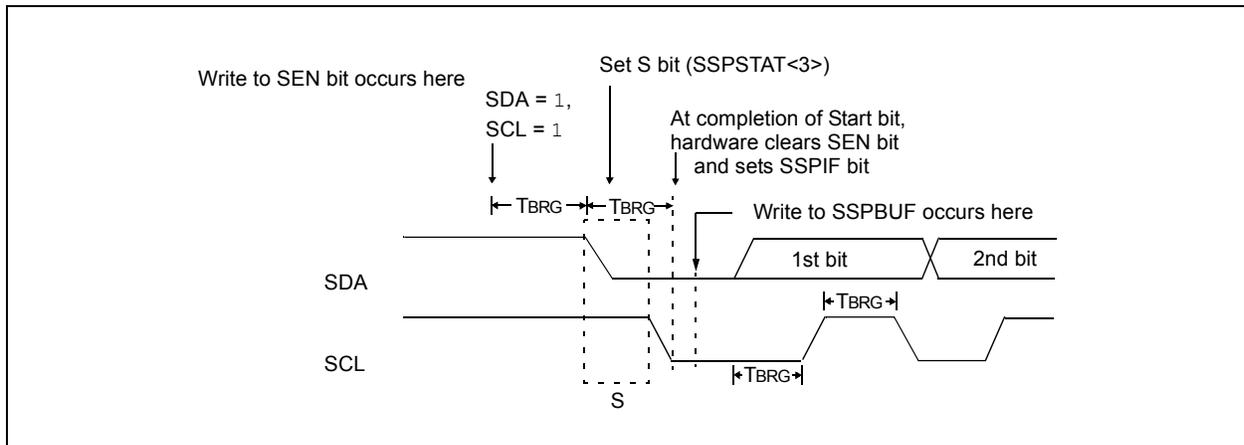 Write to SEN bit occurs here
Set S bit (SSPSTAT<3>)
SDA = 1,
SCL = 1
At completion of Start bit,
hardware clears SEN bit
and sets SSPIF bit
TBRG
TBRG
Write to SSPBUF occurs here
SDA
1st bit
2nd bit
TBRG
SCL
TBRG
S